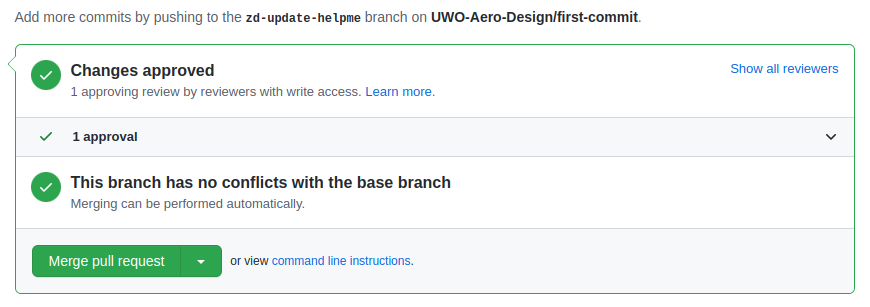 Add more commits by pushing to the zd-update-helpme branch on UWO-Aero-Design/first-commit.
Changes approved
Show all reviewers
1 approving review by reviewers with write access. Learn more.
1 approval
This branch has no conflicts with the base branch
Merging can be performed automatically.
Merge pull request
or view command line instructions.